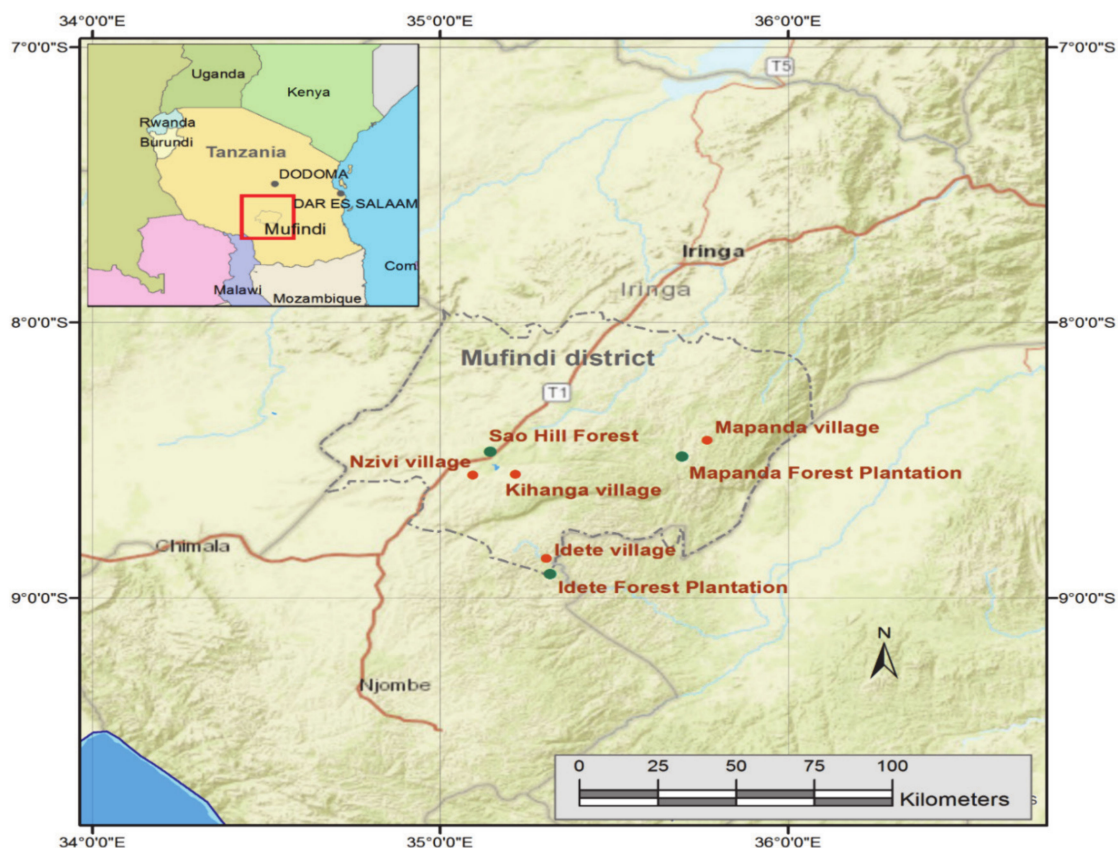 34°0'0"E
35°0'0"E
36°0'0"E
7°0'0"S
7°0'0"S
T5
Uganda
Kenya
Rwanda
Burundi
Tanzania
DODOMA
DAR ES SALAAM
Mufindi
Malawi
Com
Mozambique
Iringa
Iringa
8°0'0"S
8°0'0"S
Mufindi district
T1
Sao Hill Forest
Mapanda village
Nzivi village
Mapanda Forest Plantation
Kihanga village
Chimala
Idete village
Idete Forest Plantation
9°0'0"S
9°0'0"S
N
Njombe
0 25 50 75 100
Kilometers
34°0'0"E
35°0'0"E
36°0'0"E